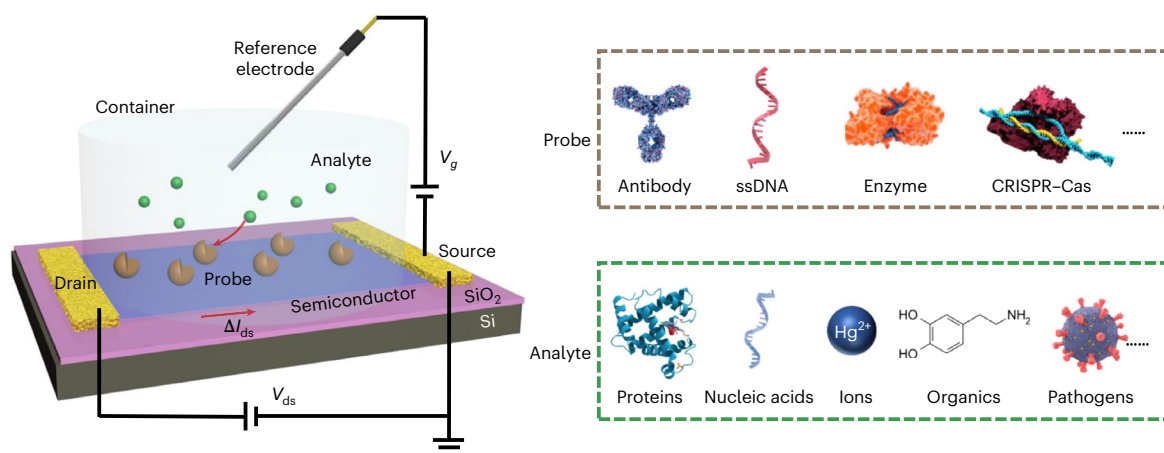 Reference
electrode
Container
Analyte
V_g
Drain
Probe
Source
Semiconductor
SiO₂
ΔI_ds
Si
V_ds
Probe
Antibody
ssDNA
Enzyme
CRISPR–Cas
......
Analyte
Hg²⁺
HO
HO
NH₂
......
Proteins
Nucleic acids
Ions
Organics
Pathogens